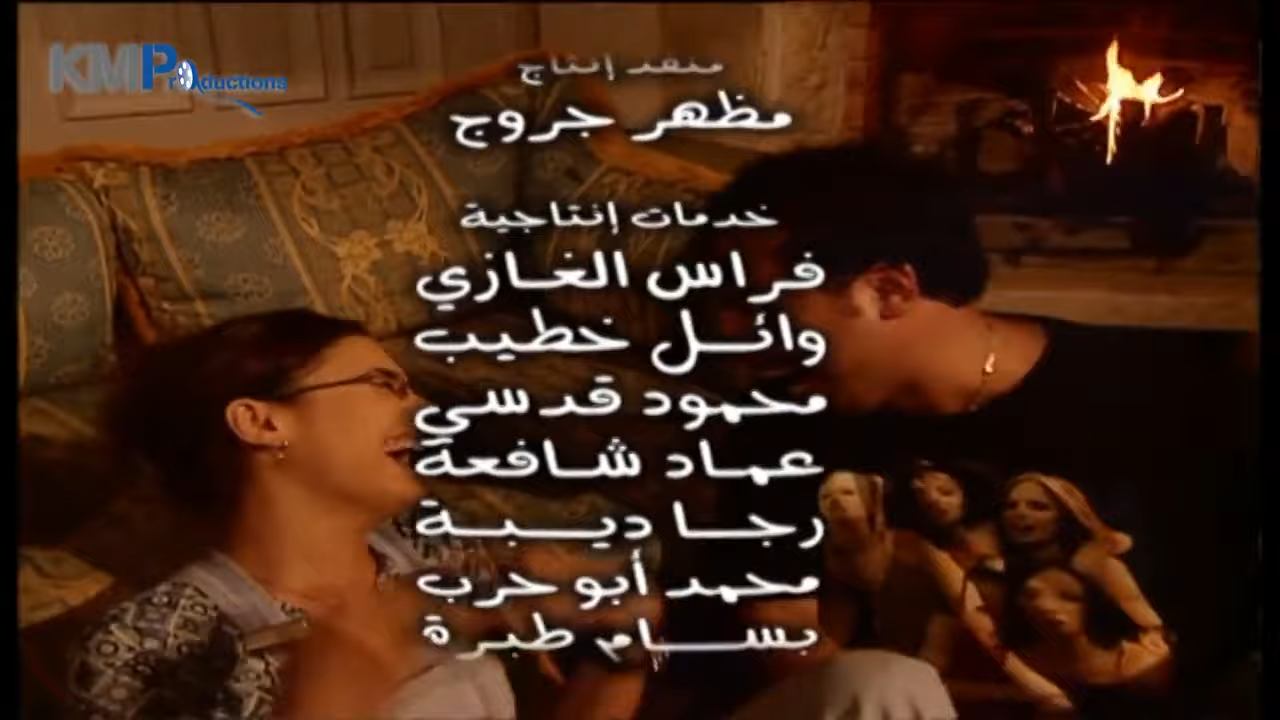 KMProductions
منفذ إنتاج
مظهر جروج
خدمات إنتاجية
فراس الغازي
وائل خطيب
محمود قدسي
عماد شافعة
رجا ديبة
محمد أبو حرب
بسام طبرة